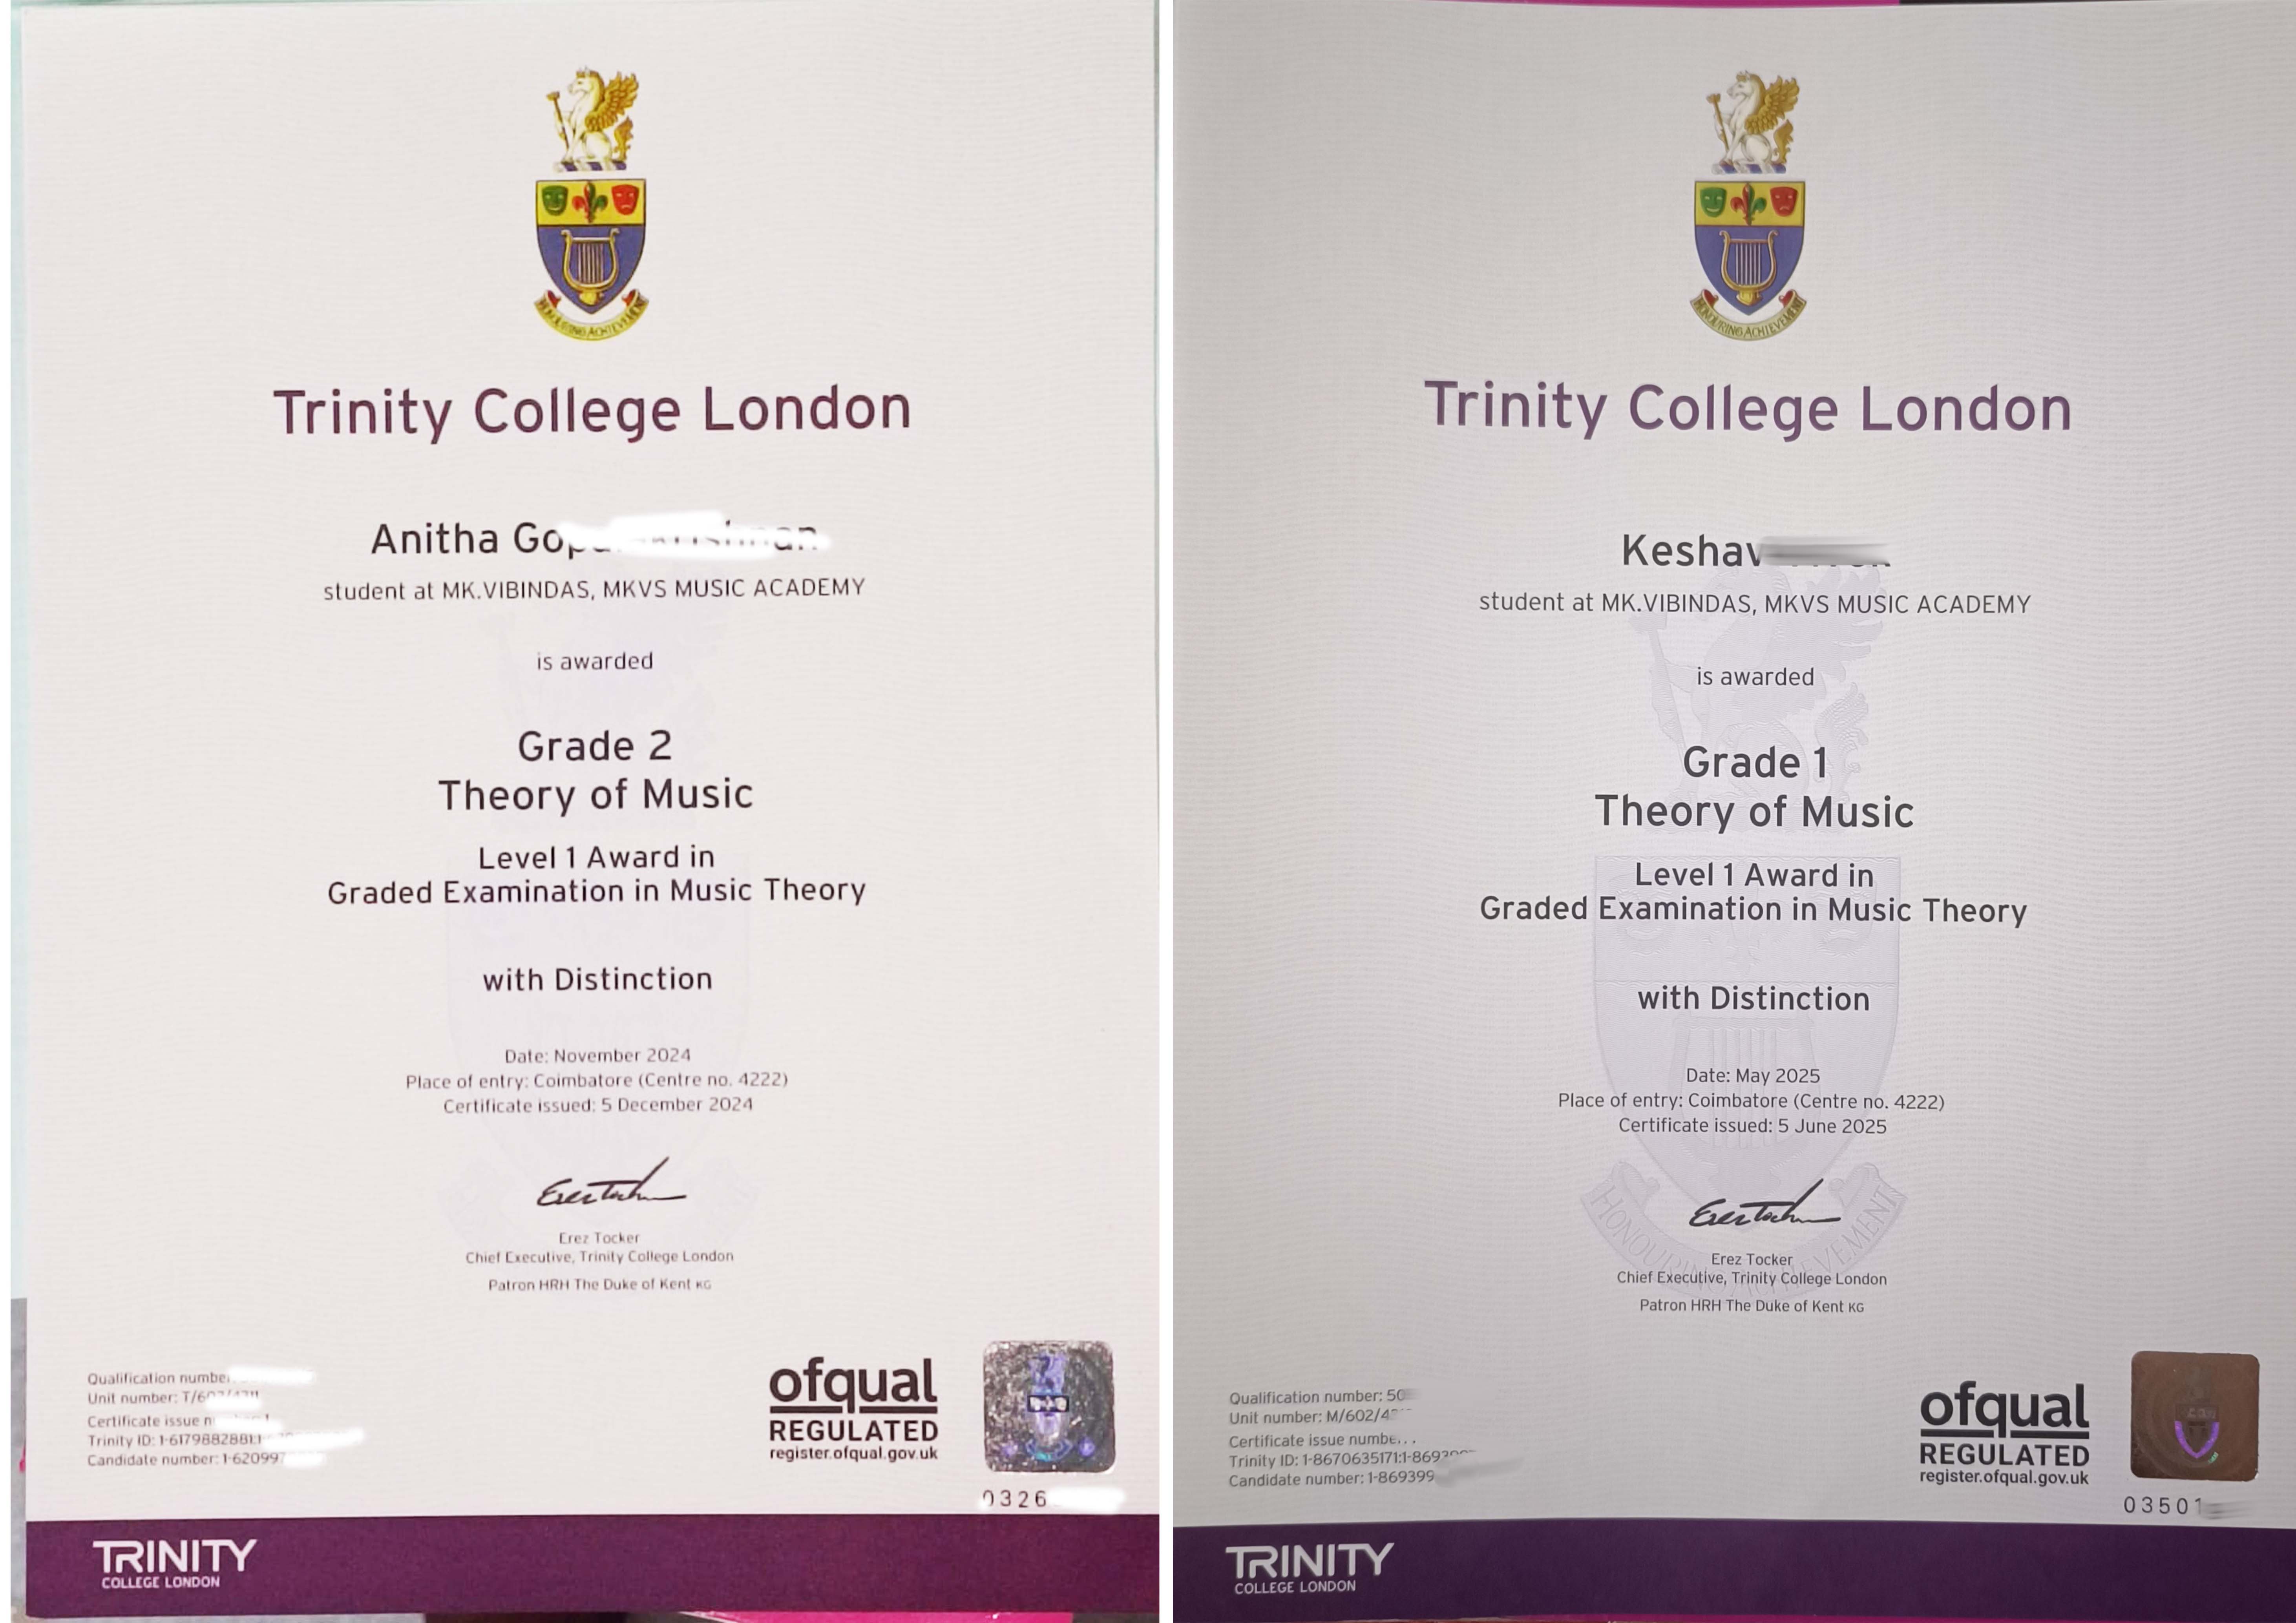 HONOURING ACHIEVEMENT
Trinity College London
Anitha
student at MK.VIBINDAS, MKVS MUSIC ACADEMY
is awarded
Grade 2
Theory of Music
Level 1 Award in
Graded Examination in Music Theory
with Distinction
Date: November 2024
Place of entry: Coimbatore (Centre no. 4222)
Certificate issued: 5 December 2024
Erez Tocker
Chief Executive, Trinity College London
Patron HRH The Duke of Kent KG
Qualification number
Unit number:
Certificate issue
Trinity ID:
Candidate number:
ofqual
REGULATED
register.ofqual.gov.uk
0326
TRINITY
COLLEGE LONDON
HONOURING ACHIEVEMENT
Trinity College London
Keshav
student at MK.VIBINDAS, MKVS MUSIC ACADEMY
is awarded
Grade 1
Theory of Music
Level 1 Award in
Graded Examination in Music Theory
with Distinction
Date: May 2025
Place of entry: Coimbatore (Centre no. 4222)
Certificate issued: 5 June 2025
HONOURING ACHIEVEMENT
Erez Tocker
Chief Executive, Trinity College London
Patron HRH The Duke of Kent KG
Qualification number:
Unit number:
Certificate issue
Trinity ID:
Candidate number:
ofqual
REGULATED
register.ofqual.gov.uk
03501
TRINITY
COLLEGE LONDON